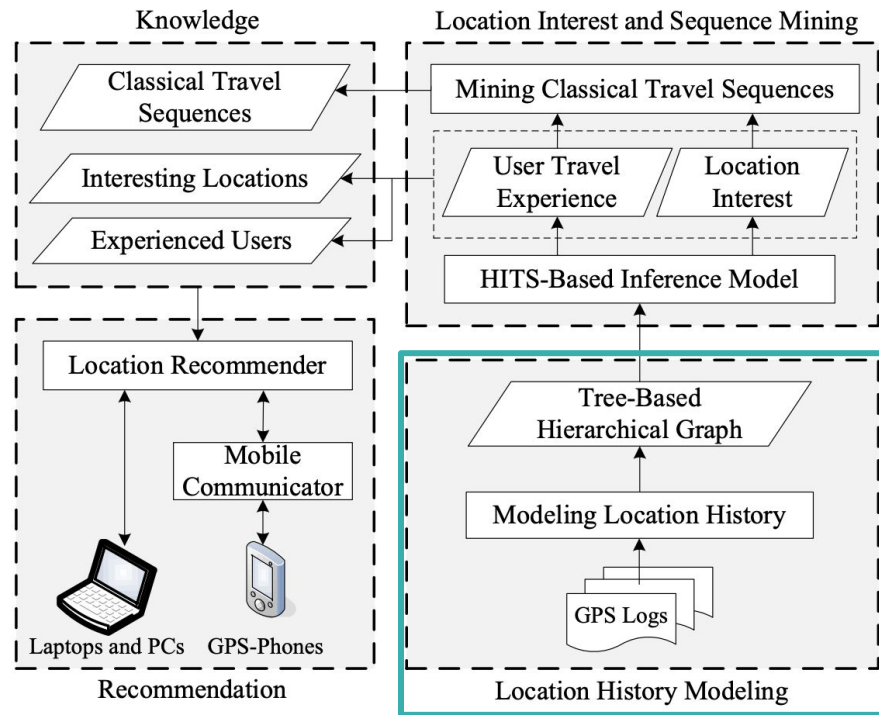 Knowledge
Classical Travel
Sequences
Interesting Locations
Experienced Users
Location Interest and Sequence Mining
Mining Classical Travel Sequences
User Travel
Experience
Location
Interest
HITS-Based Inference Model
Location Recommender
Mobile
Communicator
Laptops and PCs
GPS-Phones
Recommendation
Tree-Based
Hierarchical Graph
Modeling Location History
GPS Logs
Location History Modeling